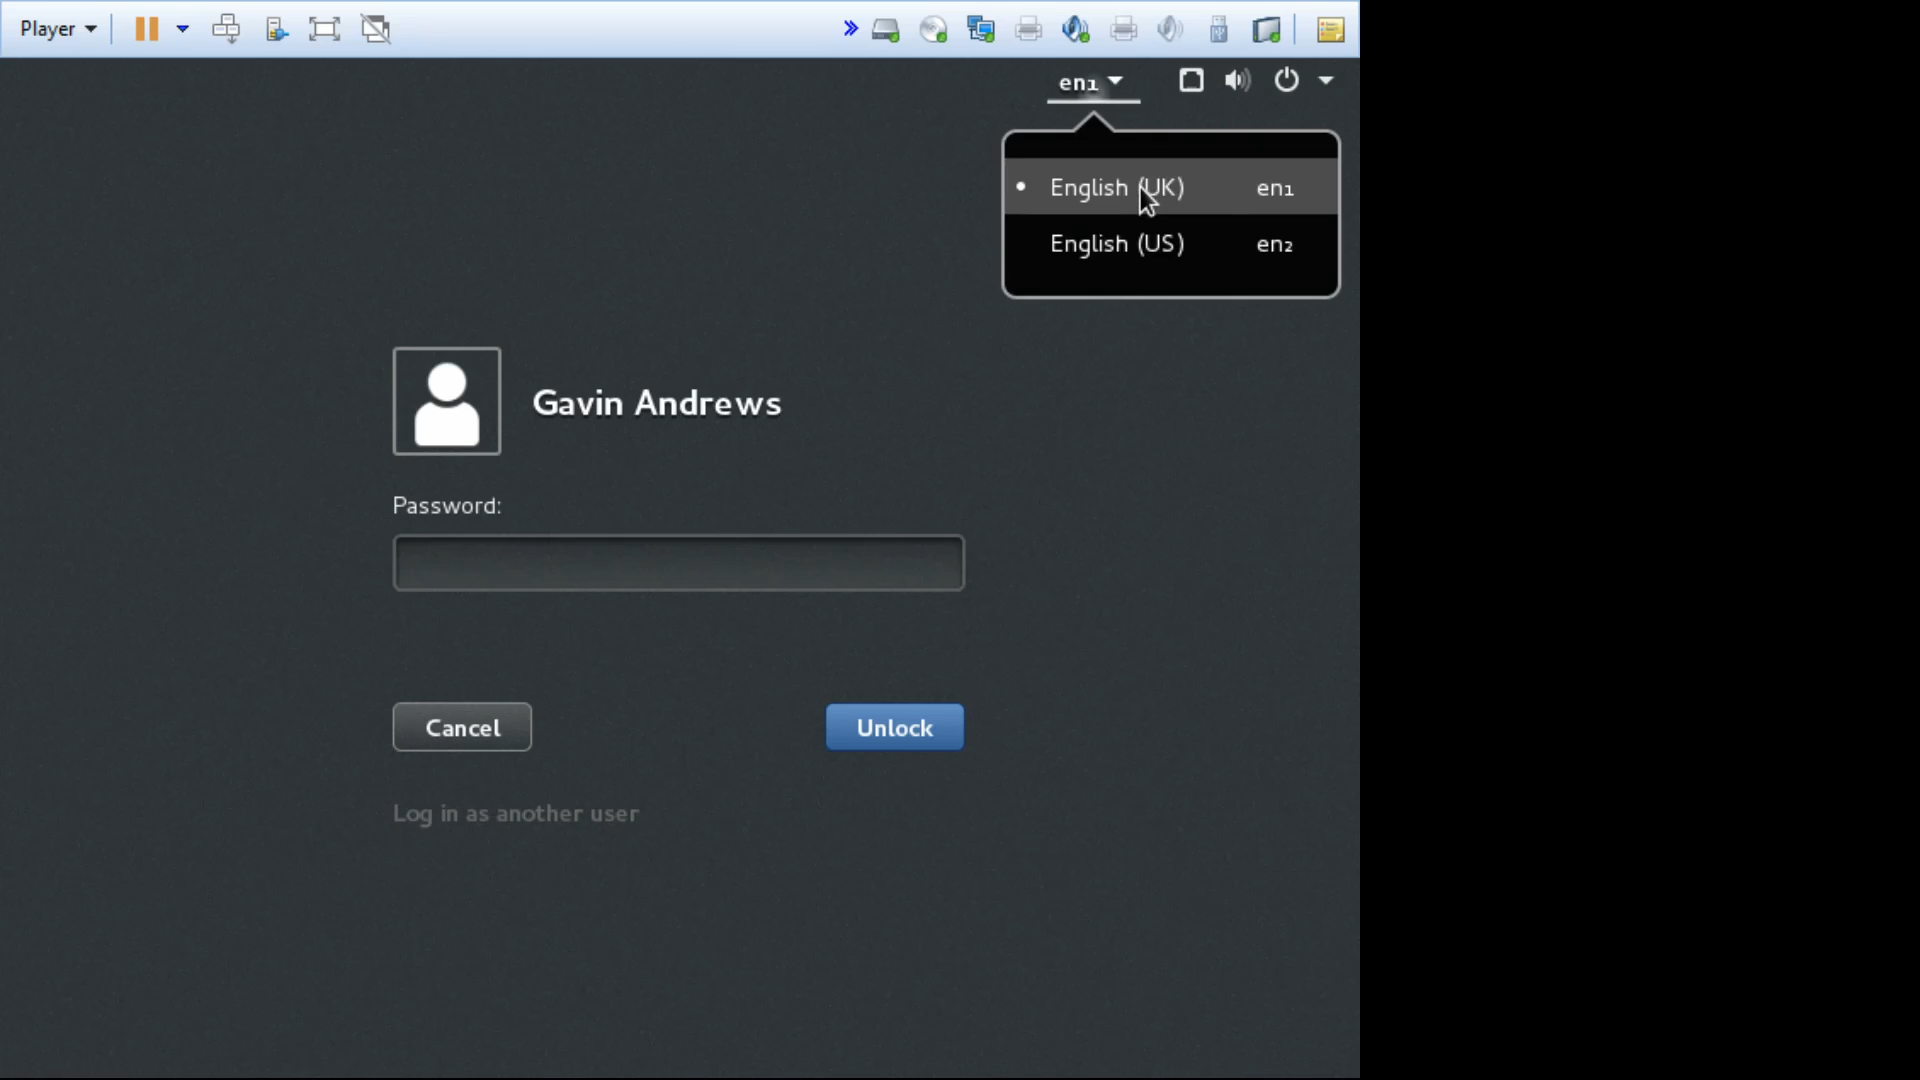 Player
en₁
English (UK) en₁
English (US) en₂
Gavin Andrews
Password:
Cancel
Unlock
Log in as another user